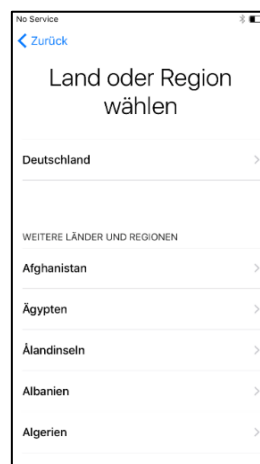 No Service
Zurück
Land oder Region
wählen
Deutschland
WEITERE LÄNDER UND REGIONEN
Afghanistan
Ägypten
Ålandinseln
Albanien
Algerien